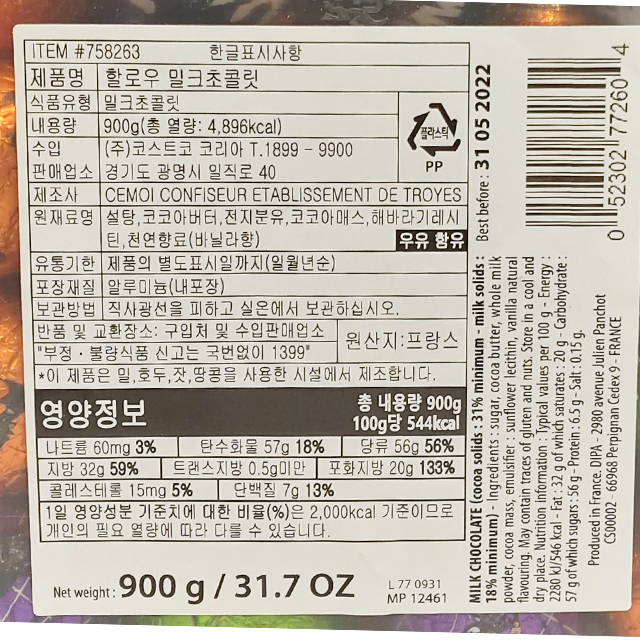 ITEM #758263 한글표시사항
제품명 할로우 밀크초콜릿
식품유형 밀크초콜릿
내용량 900g(총 열량: 4,896kcal)
수입 (주)코스트코 코리아 T.1899 - 9900
판매업소 경기도 광명시 일직로 40
플라스틱
PP
제조사 CEMOI CONFISEUR ETABLISSEMENT DE TROYES
원재료명 설탕,코코아버터,전지분유,코코아매스,해바라기레시
틴,천연향료(바닐라향) 우유 함유
유통기한 제품의 별도표시일까지(일월년순)
포장재질 알루미늄(내포장)
보관방법 직사광선을 피하고 실온에서 보관하십시오.
반품 및 교환장소: 구입처 및 수입판매업소 원산지:프랑스
"부정·불량식품 신고는 국번없이 1399"
*이 제품은 밀,호두,잣,땅콩을 사용한 시설에서 제조합니다.
영양정보 총 내용량 900g
100g당 544kcal
나트륨 60mg 3% 탄수화물 57g 18% 당류 56g 56%
지방 32g 59% 트랜스지방 0.5g미만 포화지방 20g 133%
콜레스테롤 15mg 5% 단백질 7g 13%
1일 영양성분 기준치에 대한 비율(%)은 2,000kcal 기준이므로
개인의 필요 열량에 따라 다를 수 있습니다.
Net weight : 900 g / 31.7 OZ
L 77 0931
MP 12461
Best before : 31 05 2022
MILK CHOCOLATE (cocoa solids : 31% minimum - milk solids :
18% minimum) - Ingredients : sugar, cocoa butter, whole milk
powder, cocoa mass, emulsifier : sunflower lecithin, vanilla natural
flavouring. May contain traces of gluten and nuts. Store in a cool and
dry place. Nutrition information : Typical values per 100 g - Energy :
2280 kJ/546 kcal - Fat : 32 g of which saturates : 20 g - Carbohydrate :
57 g of which sugars : 56 g - Protein : 6.5 g - Salt : 0.15 g.
Produced in France. DIPA - 2980 avenue Julien Panchot
CS00002 - 66968 Perpignan Cedex 9 - FRANCE
0 52302 77260 4